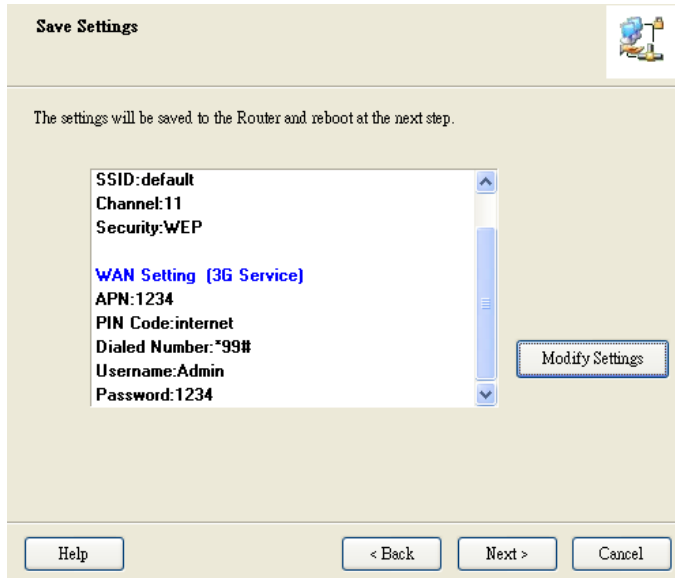 Save Settings
The settings will be saved to the Router and reboot at the next step.
SSID:default
Channel:11
Security:WEP
WAN Setting (3G Service)
APN:1234
PIN Code:internet
Dialed Number:*99#
Username:Admin
Password:1234
Modify Settings
Help
< Back
Next >
Cancel